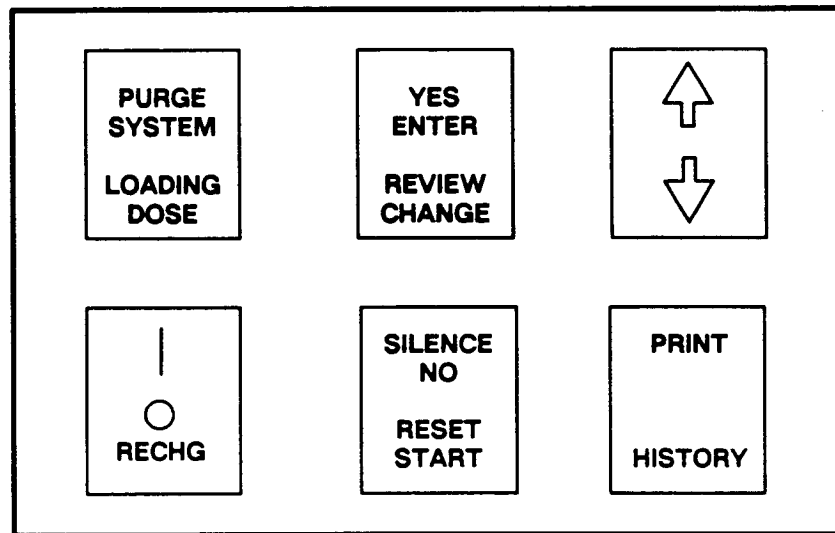 PURGE
SYSTEM
LOADING
DOSE
YES
ENTER
REVIEW
CHANGE
RECHG
SILENCE
NO
RESET
START
PRINT
HISTORY